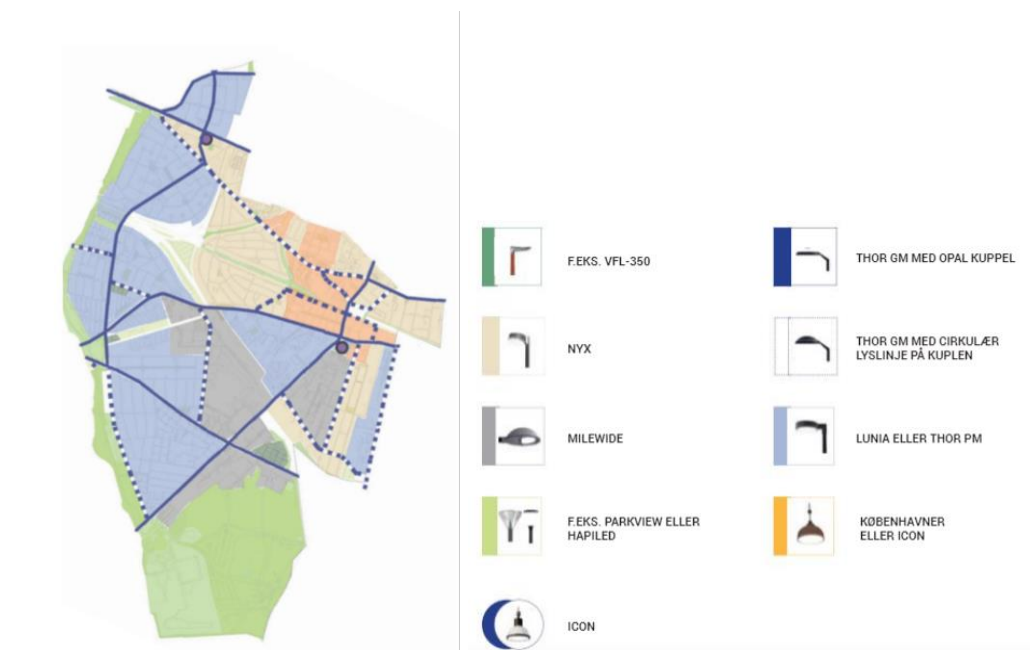 F.EKS. VFL-350
THOR GM MED OPAL KUPPEL
NYX
THOR GM MED CIRKULÆR
LYSLINJE PÅ KUPLEN
MILEWIDE
LUNIA ELLER THOR PM
F.EKS. PARKVIEW ELLER
HAPILED
KØBENHAVNER
ELLER ICON
ICON